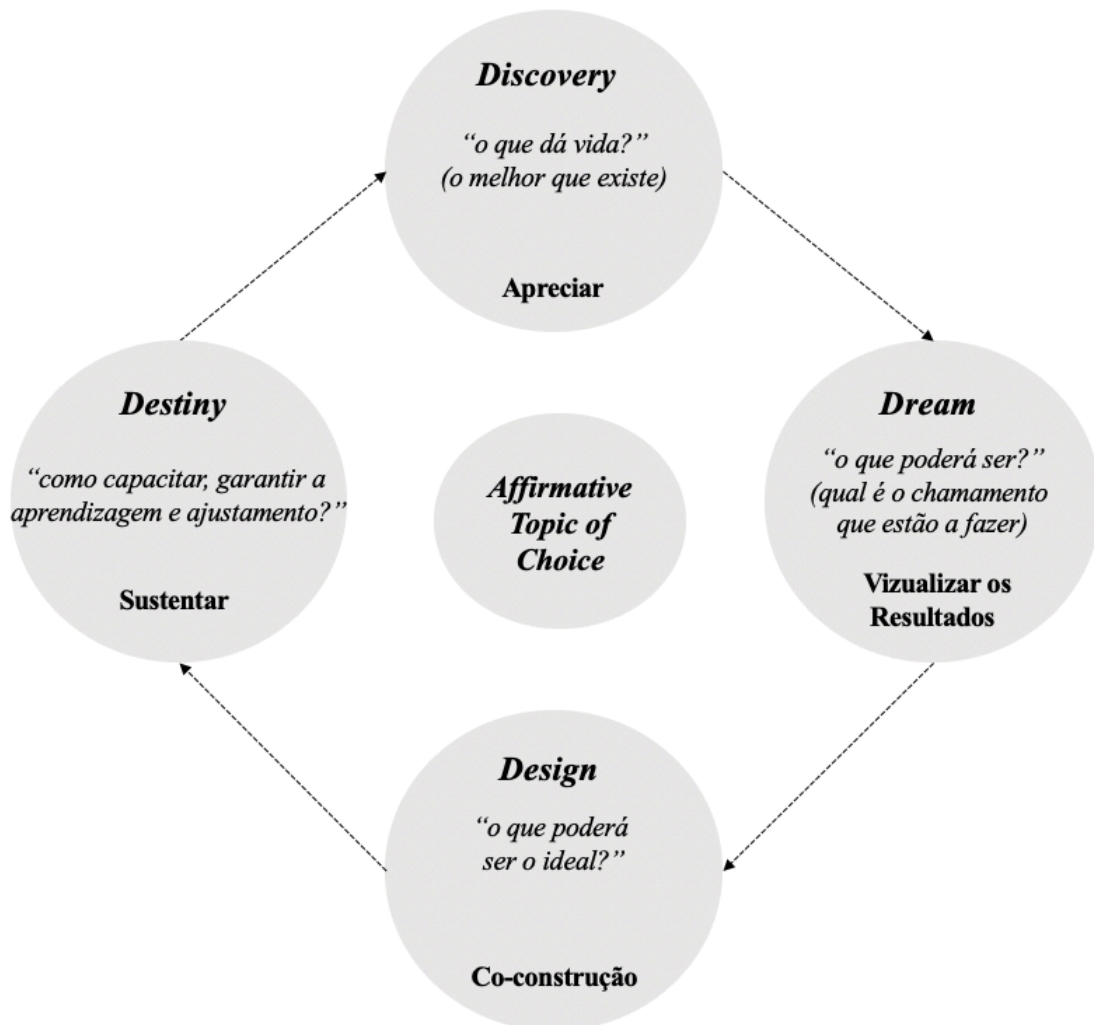 Discovery
“o que dá vida?”
(o melhor que existe)
Apreciar
Dream
“o que poderá ser?”
(qual é o chamamento
que estão a fazer)
Vizualizar os
Resultados
Design
“o que poderá
ser o ideal?”
Co-construção
Destiny
“como capacitar, garantir a
aprendizagem e ajustamento?”
Sustentar
Affirmative
Topic of
Choice